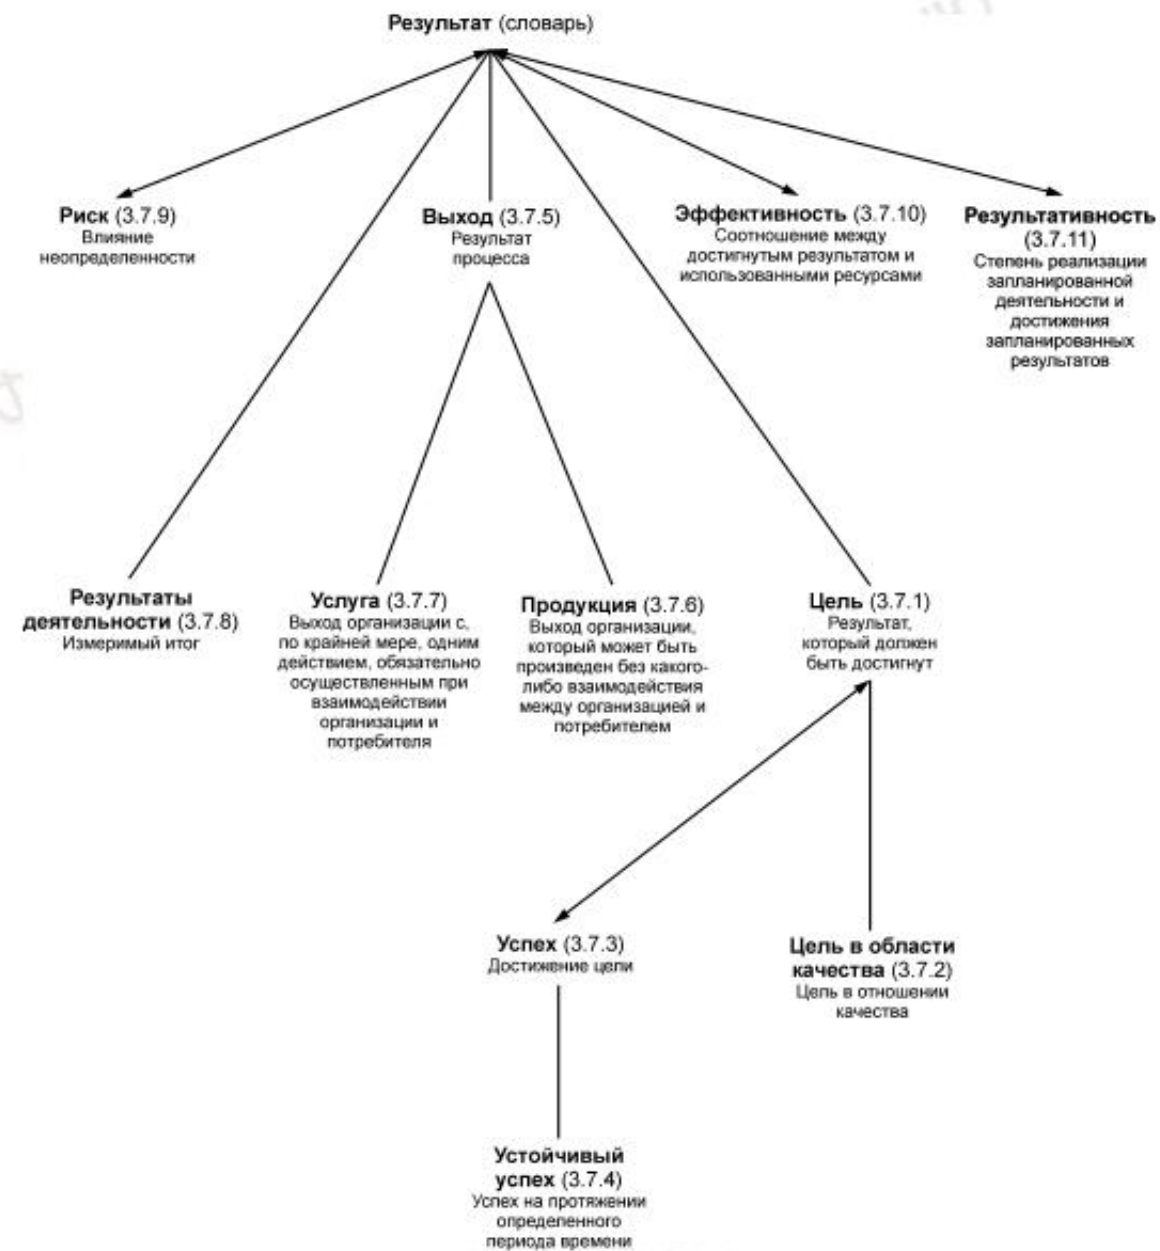 Результат (словарь)
Риск (3.7.9)
Влияние
неопределенности
Выход (3.7.5)
Результат
процесса
Эффективность (3.7.10)
Соотношение между
достигнутым результатом и
использованными ресурсами
Результативность
(3.7.11)
Степень реализации
запланированной
деятельности и
достижения
запланированных
результатов
Результаты
деятельности (3.7.8)
Измеримый итог
Услуга (3.7.7)
Выход организации с,
по крайней мере, одним
действием, обязательно
осуществленным при
взаимодействии
организации и
потребителя
Продукция (3.7.6)
Выход организации,
который может быть
произведен без какого-
либо взаимодействия
между организацией и
потребителем
Цель (3.7.1)
Результат,
который должен
быть достигнут
Успех (3.7.3)
Достижение цели
Цель в области
качества (3.7.2)
Цель в отношении
качества
Устойчивый
успех (3.7.4)
Успех на протяжении
определенного
периода времени